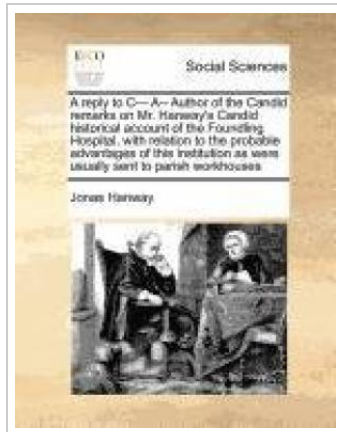 ECCO
Social Sciences
A reply to C— A– Author of the Candid
remarks on Mr. Hanway's Candid
historical account of the Foundling
Hospital. with relation to the probable
advantages of this institution as were
usually sent to parish workhouses
Jonas Hanway